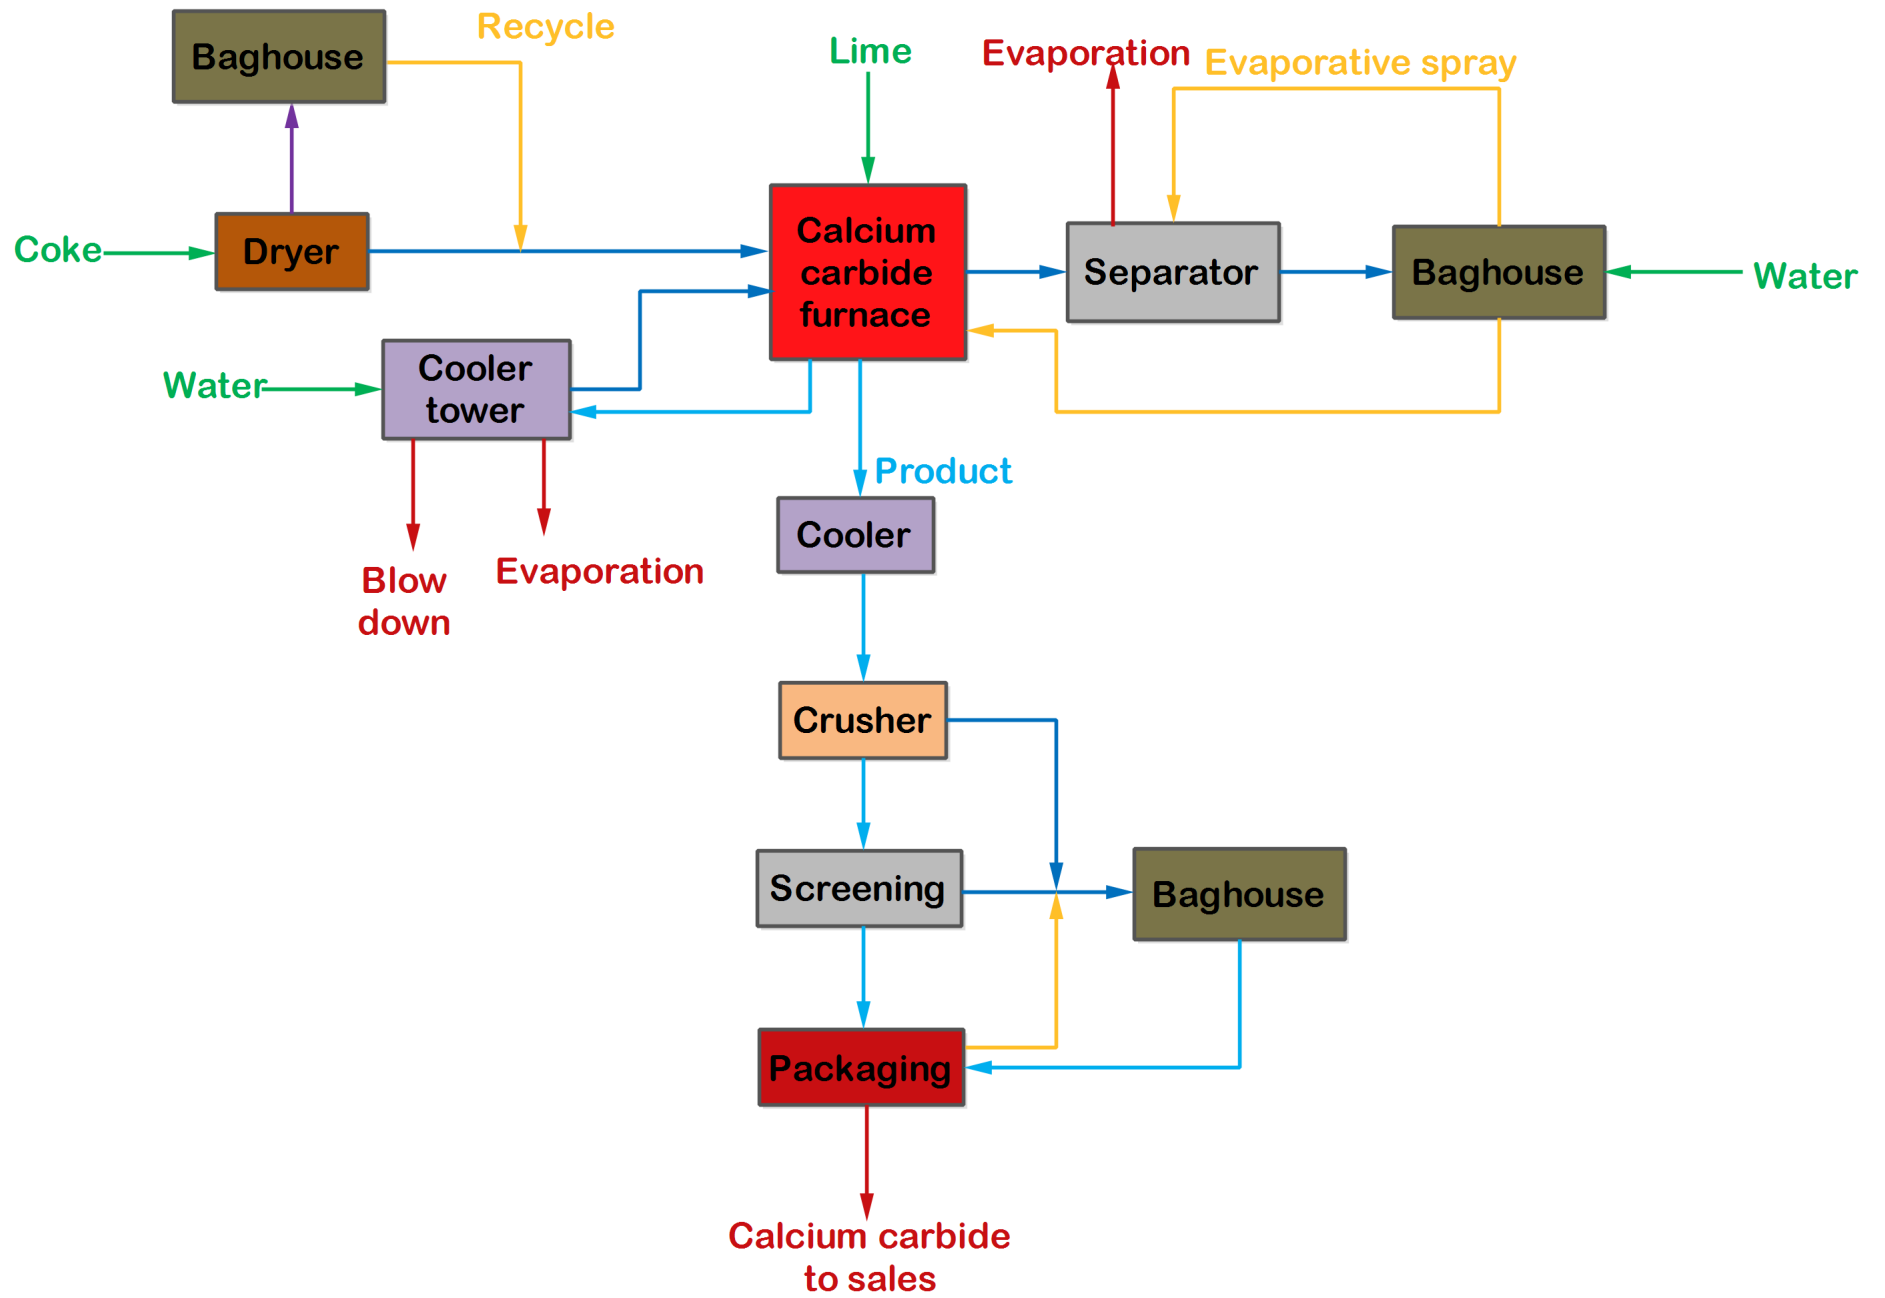 Baghouse
Recycle
Lime
Evaporation
Evaporative spray
Coke
Dryer
Calcium
carbide
furnace
Separator
Baghouse
Water
Water
Cooler
tower
Product
Blow
down
Evaporation
Cooler
Crusher
Screening
Baghouse
Packaging
Calcium carbide
to sales